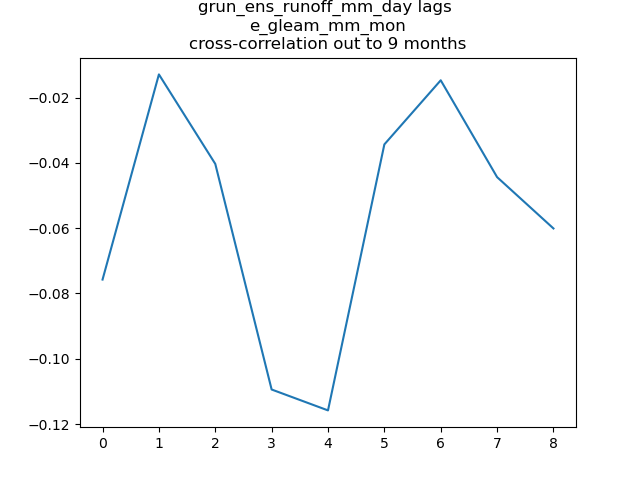 grun_ens_runoff_mm_day lags
e_gleam_mm_mon
cross-correlation out to 9 months
−0.02
−0.04
−0.06
−0.08
−0.10
−0.12
0 1 2 3 4 5 6 7 8